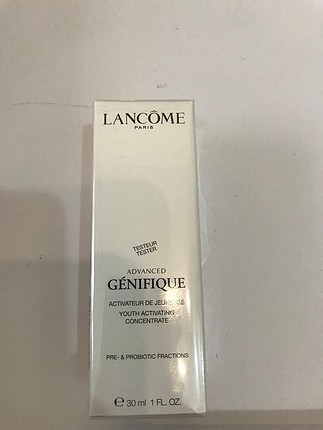 LANCÔME
PARIS
TESTEUR
TESTER
ADVANCED
GÉNIFIQUE
ACTIVATEUR DE
YOUTH ACTIVATING
CONCENTRATE
PRE- & PROBIOTIC FRACTIONS
℮ 30 ml 1 FL. OZ.